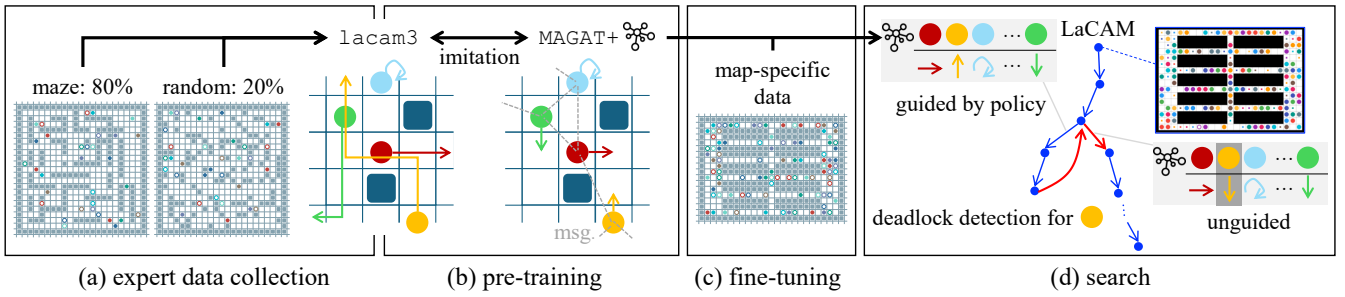 maze: 80%
random: 20%
lacam3
imitation
MAGAT+
msg
map-specific
data
LaCAM
...
guided by policy
...
deadlock detection for
unguided
(a) expert data collection
(b) pre-training
(c) fine-tuning
(d) search